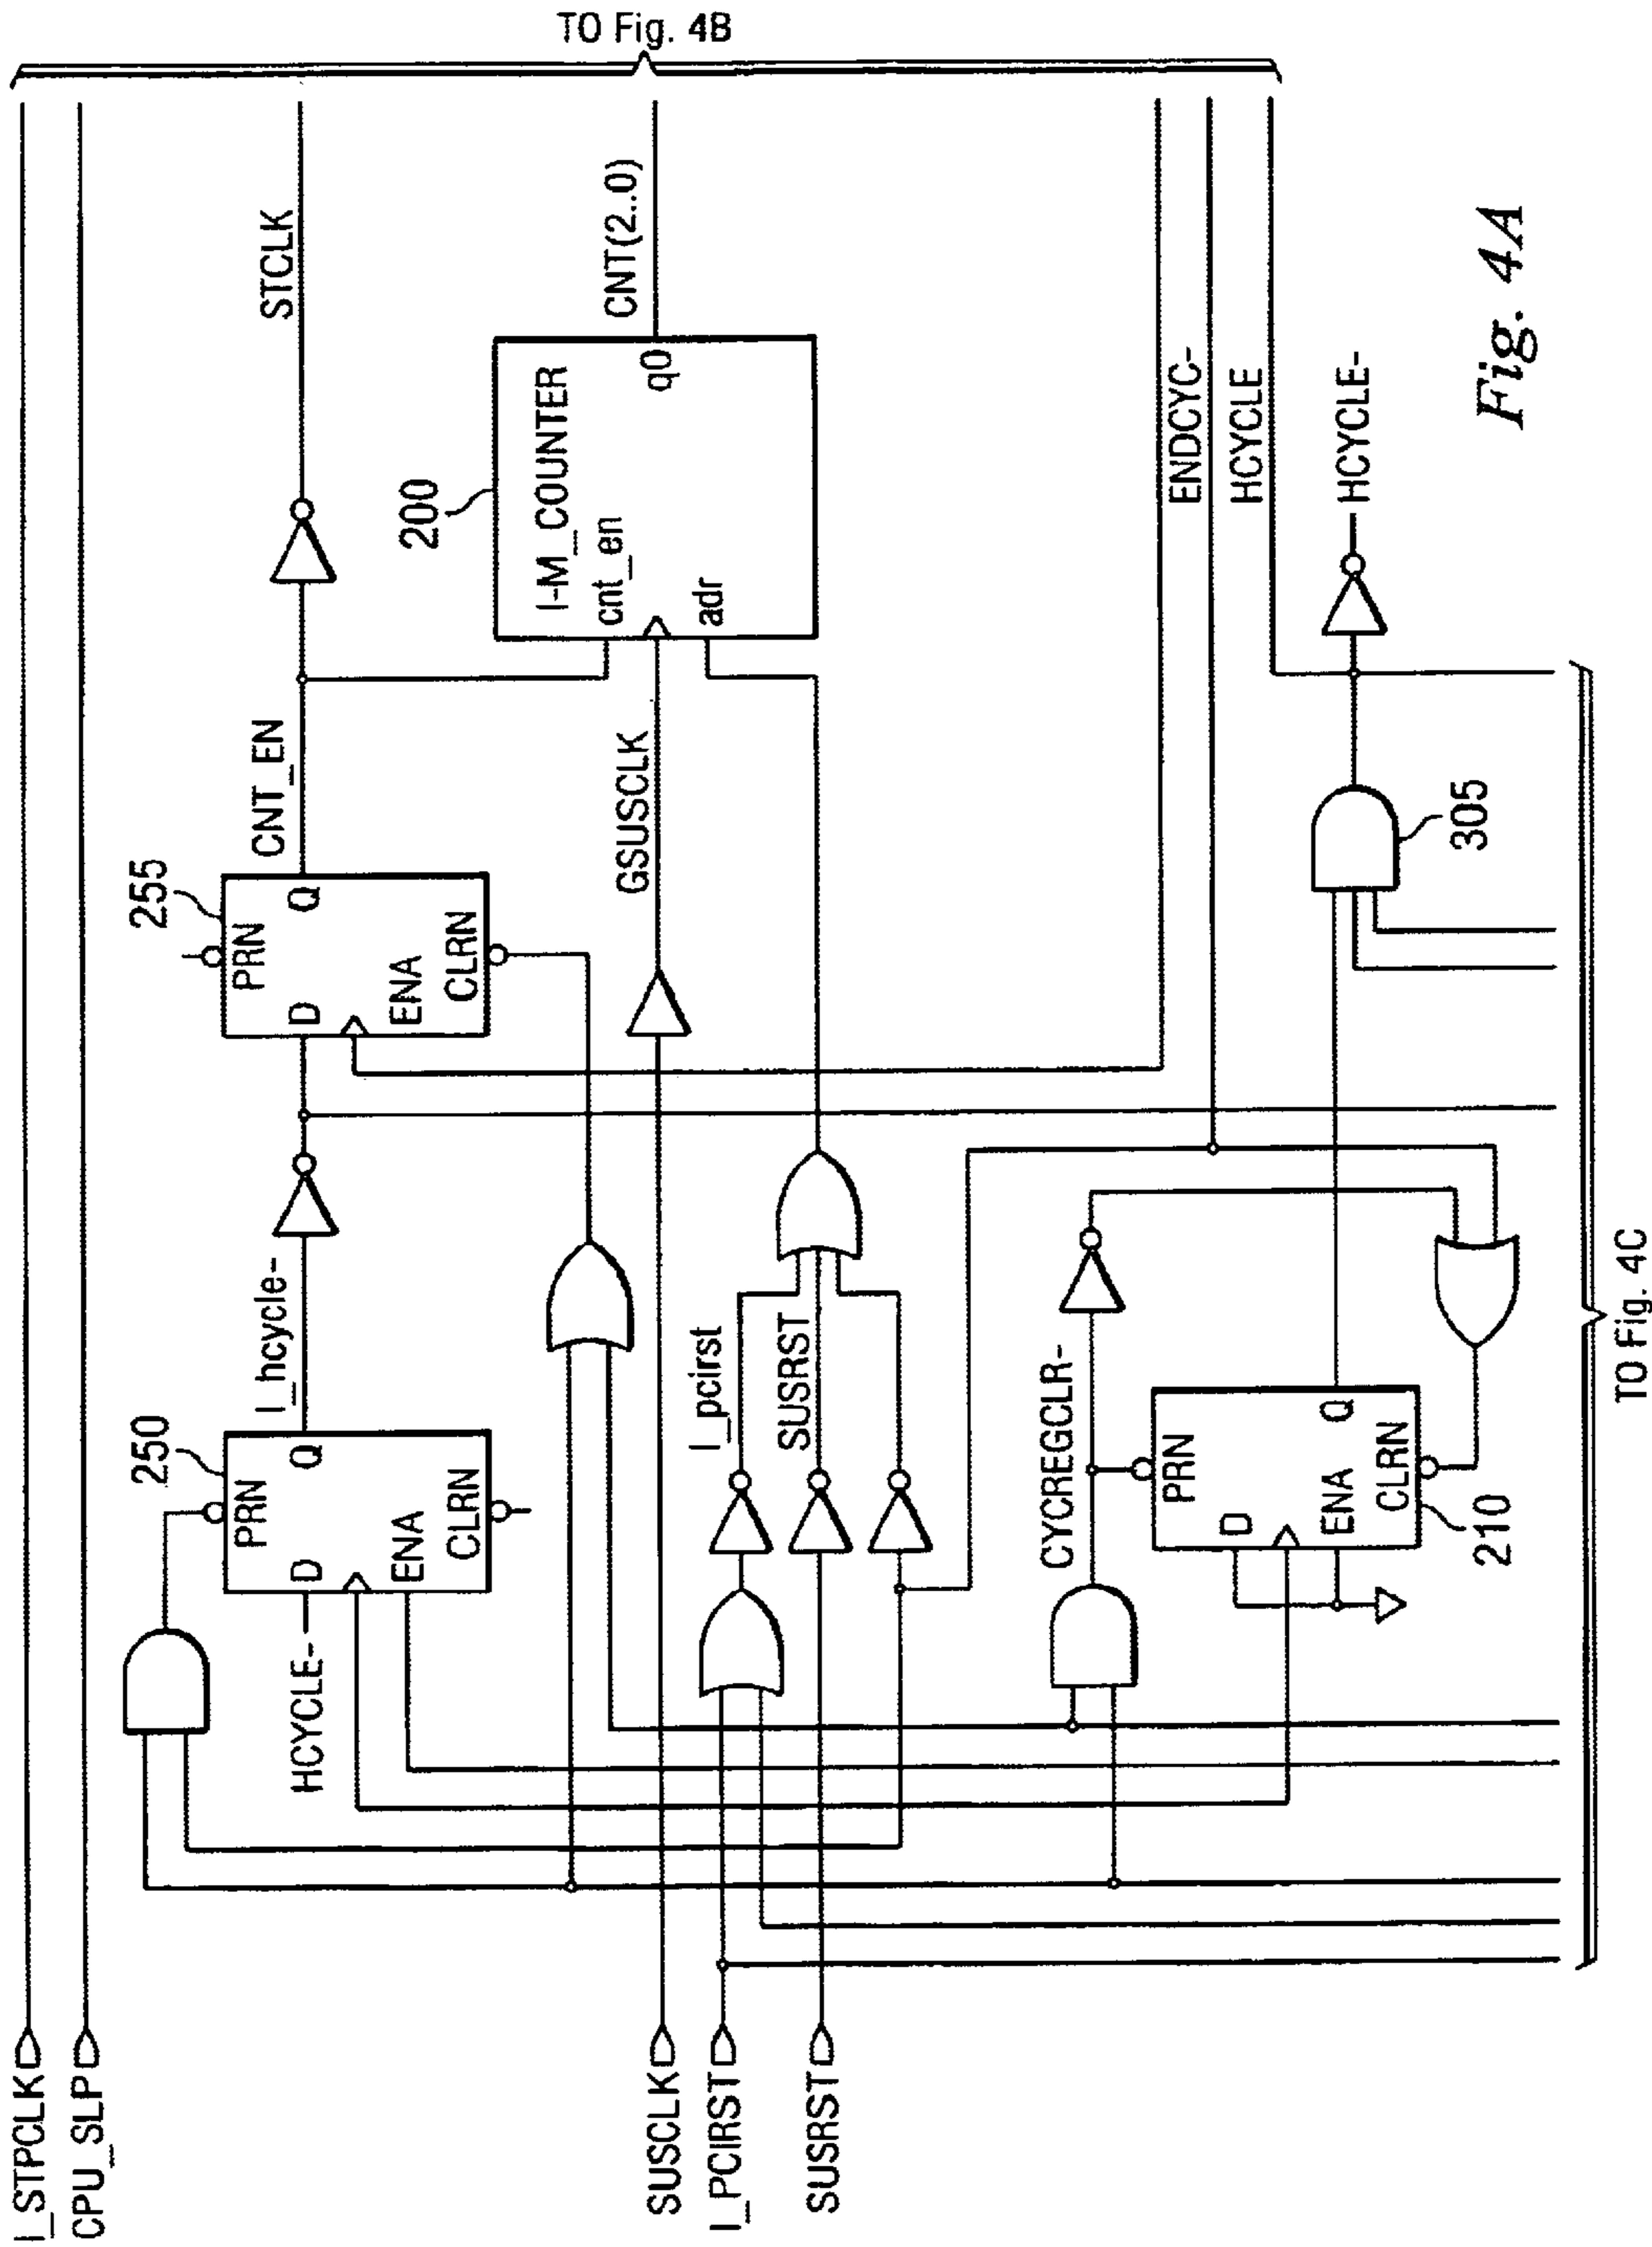 TO Fig. 4B
I_STPCLK
CPU_SLP
STCLK
CNT_EN
255
PRN
D
Q
ENA
CLRN
I_hcycle-
250
PRN
D
Q
ENA
CLRN
HCYCLE-
200
I-M_COUNTER
cnt_en
q0
adr
CNT(2..0)
GSUSCLK
SUSCLK
I_PCIRST
SUSRST
I_pcirst
SUSRST
CYCREGCLR-
PRN
D
Q
ENA
CLRN
210
ENDCYC-
HCYCLE
HCYCLE-
305
TO Fig. 4C
Fig. 4A